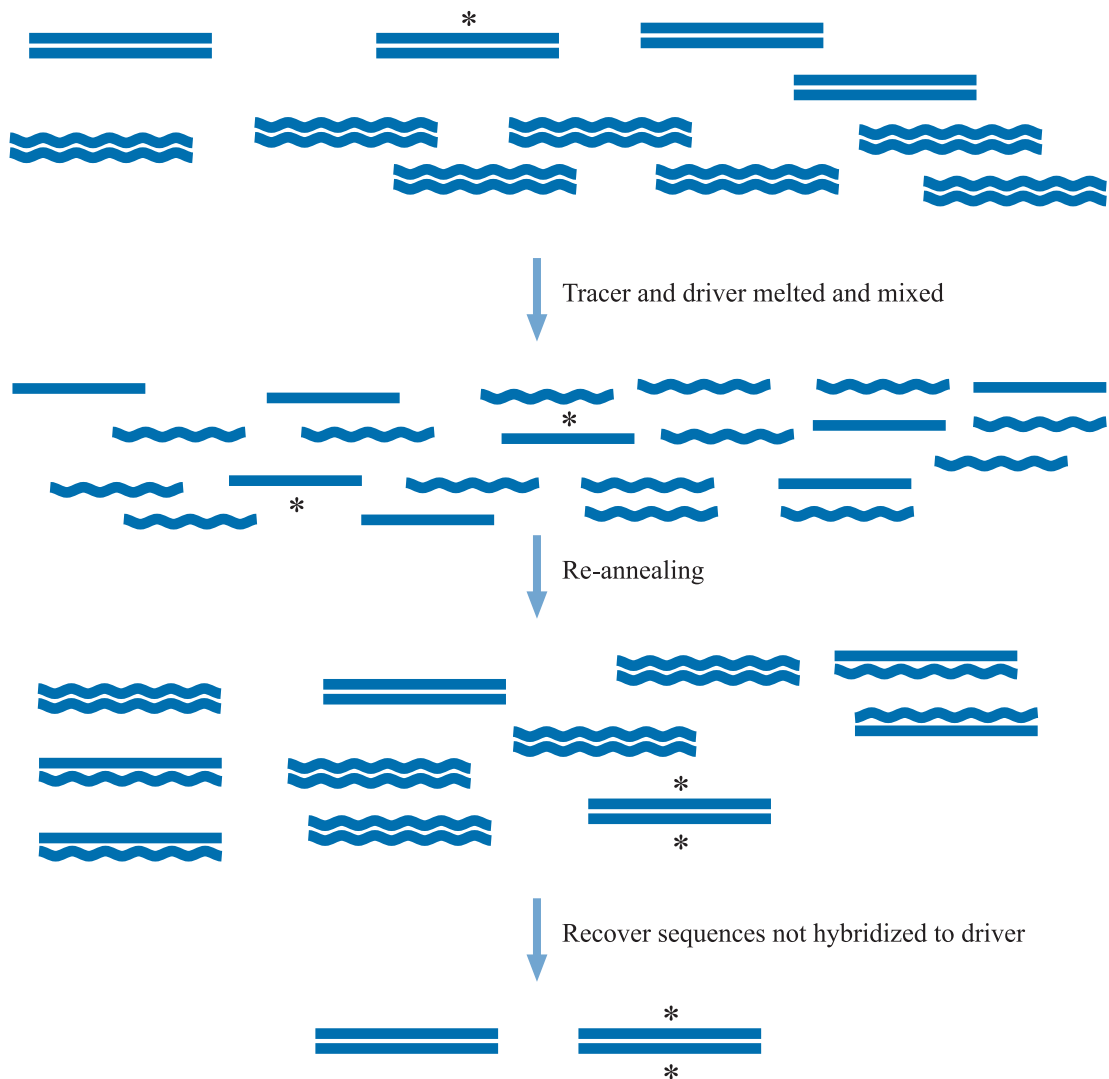 *
Tracer and driver melted and mixed
*
*
Re-annealing
*
*
Recover sequences not hybridized to driver
*
*